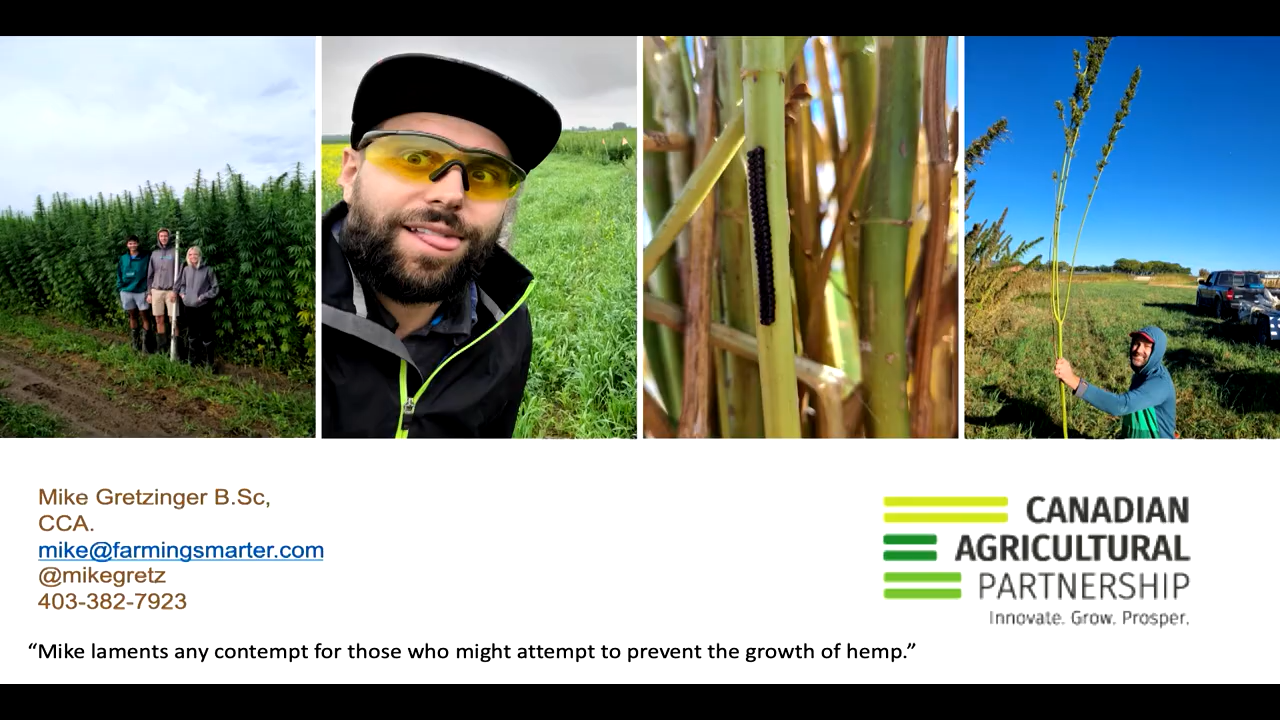 Mike Gretzinger B.Sc,
CCA.
mike@farmingsmarter.com
@mikegretz
403-382-7923
CANADIAN
AGRICULTURAL
PARTNERSHIP
Innovate. Grow. Prosper.
“Mike laments any contempt for those who might attempt to prevent the growth of hemp.”